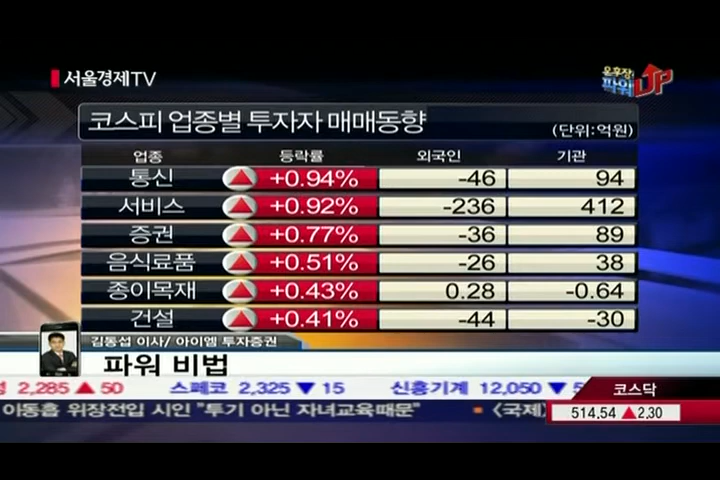 서울경제TV
오후장! 파워UP
코스피 업종별 투자자 매매동향
(단위:억원)
업종 등락률 외국인 기관
통신 +0.94% -46 94
서비스 +0.92% -236 412
증권 +0.77% -36 89
음식료품 +0.51% -26 38
종이목재 +0.43% 0.28 -0.64
건설 +0.41% -44 -30
김동섭 이사/ 아이엠 투자증권
파워 비법
2,285 ▲ 50 스페코 2,325 ▼ 15 신흥기계 12,050 ▼
코스닥
514.54 ▲2.30
이동흡 위장전입 시인 "투기 아닌 자녀교육때문" ▪ <국제>